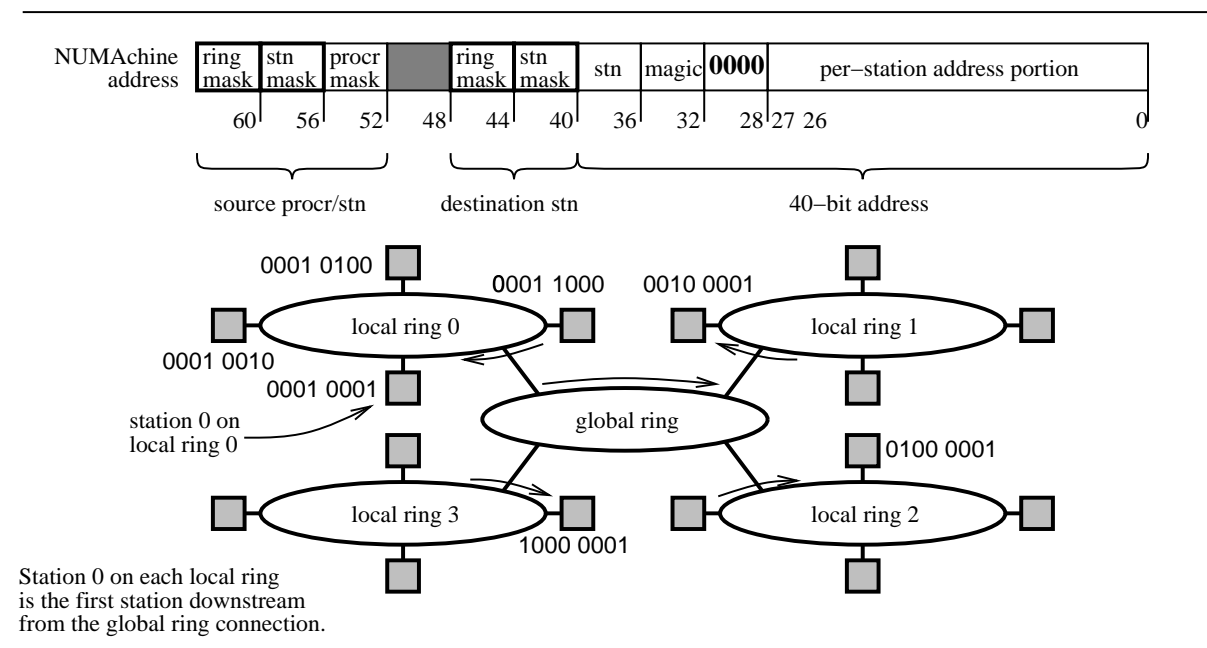 NUMAchine address
ring mask
stn mask
procr mask
ring mask
stn mask
stn
magic
0000
per−station address portion
60 56 52 48 44 40 36 32 28 27 26 0
source procr/stn
destination stn
40−bit address
0001 0100
0001 1000
0010 0001
local ring 0
local ring 1
0001 0010
0001 0001
station 0 on
local ring 0
global ring
0100 0001
local ring 3
local ring 2
1000 0001
Station 0 on each local ring
is the first station downstream
from the global ring connection.